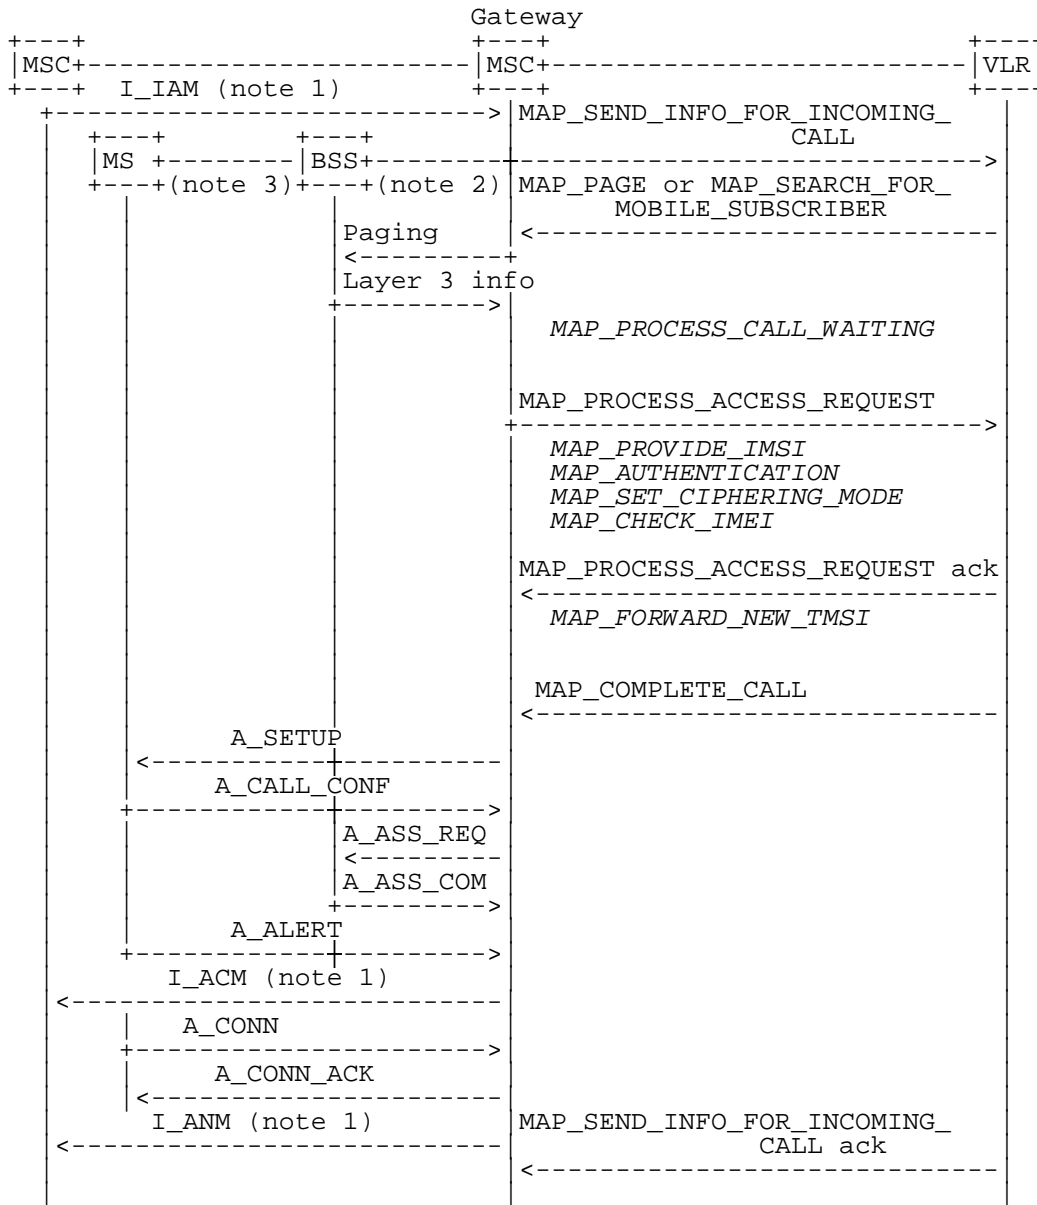 Gateway
MSC MSC VLR
I_IAM (note 1)
MAP_SEND_INFO_FOR_INCOMING_
CALL
MS BSS
(note 3) (note 2) MAP_PAGE or MAP_SEARCH_FOR_
MOBILE_SUBSCRIBER
Paging
Layer 3 info
MAP_PROCESS_CALL_WAITING
MAP_PROCESS_ACCESS_REQUEST
MAP_PROVIDE_IMSI
MAP_AUTHENTICATION
MAP_SET_CIPHERING_MODE
MAP_CHECK_IMEI
MAP_PROCESS_ACCESS_REQUEST ack
MAP_FORWARD_NEW_TMSI
MAP_COMPLETE_CALL
A_SETUP
A_CALL_CONF
A_ASS_REQ
A_ASS_COM
A_ALERT
I_ACM (note 1)
A_CONN
A_CONN_ACK
I_ANM (note 1) MAP_SEND_INFO_FOR_INCOMING_
CALL ack